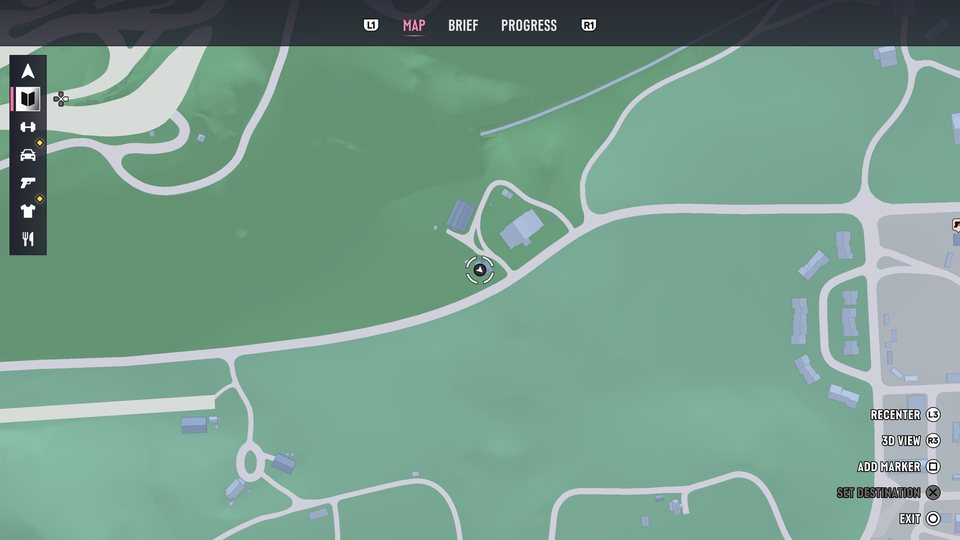 L1 MAP BRIEF PROGRESS R1
RECENTER L3
3D VIEW R3
ADD MARKER
SET DESTINATION
EXIT